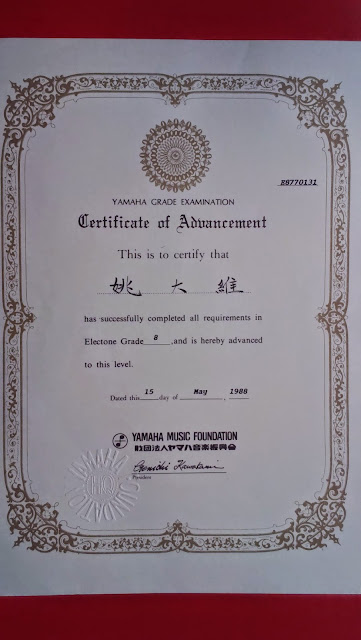 88770131
YAMAHA GRADE EXAMINATION
Certificate of Advancement
This is to certify that
姚大維
has successfully completed all requirements in
Electone Grade 8 ,and is hereby advanced
to this level.
Dated this 15 day of May , 1988
YAMAHA MUSIC FOUNDATION
財団法人ヤマハ音楽振興会
Genichi Kawakami
President